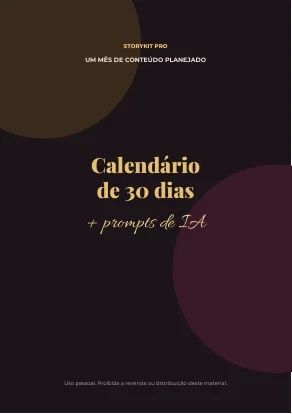 STORYKIT PRO
UM MÊS DE CONTEÚDO PLANEJADO
Calendário
de 30 dias
+ prompts de IA
Uso pessoal. Proibida a revenda ou distribuição deste material.